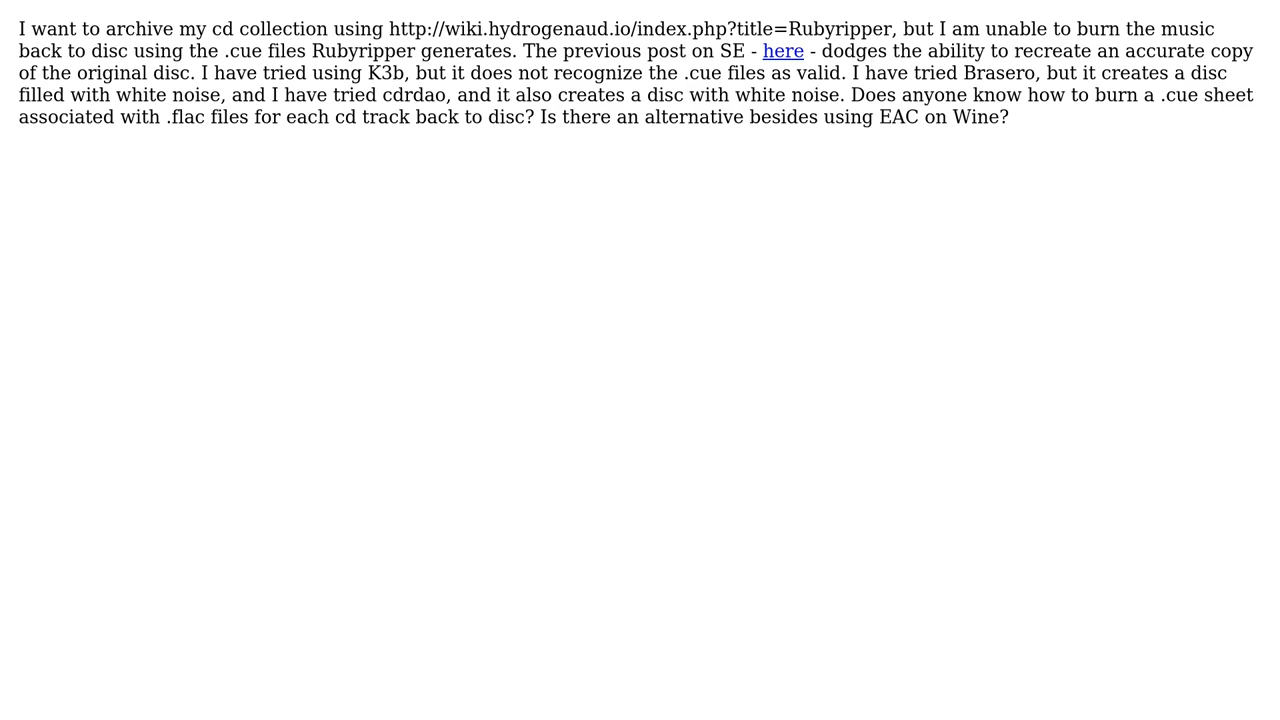 I want to archive my cd collection using http://wiki.hydrogenaud.io/index.php?title=Rubyripper, but I am unable to burn the music
back to disc using the .cue files Rubyripper generates. The previous post on SE - here - dodges the ability to recreate an accurate copy
of the original disc. I have tried using K3b, but it does not recognize the .cue files as valid. I have tried Brasero, but it creates a disc
filled with white noise, and I have tried cdrdao, and it also creates a disc with white noise. Does anyone know how to burn a .cue sheet
associated with .flac files for each cd track back to disc? Is there an alternative besides using EAC on Wine?